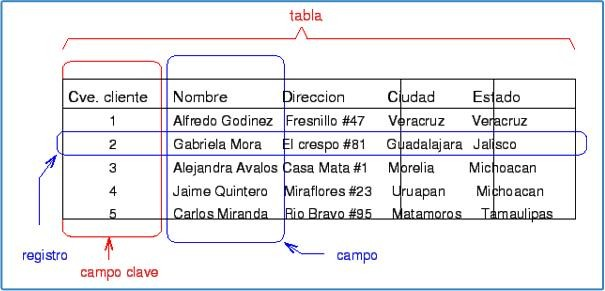 tabla
Cve. cliente Nombre Direccion Ciudad Estado
1 Alfredo Godinez Fresnillo #47 Veracruz Veracruz
2 Gabriela Mora El crespo #81 Guadalajara Jalisco
3 Alejandra Avalos Casa Mata #1 Morelia Michoacan
4 Jaime Quintero Miraflores #23 Uruapan Michoacan
5 Carlos Miranda Rio Bravo #95 Matamoros Tamaulipas
registro campo
campo clave